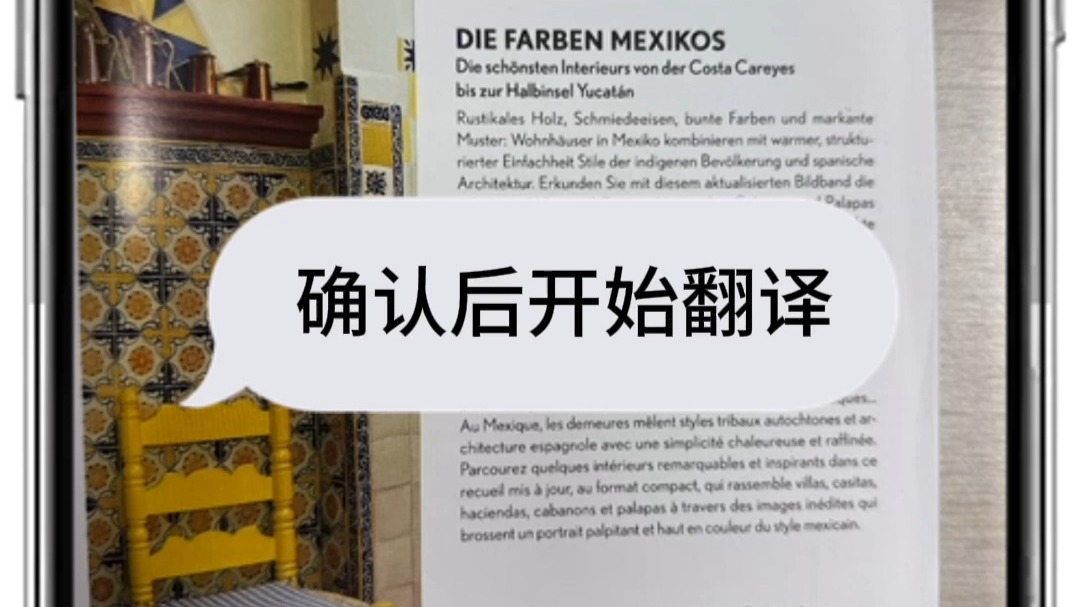 DIE FARBEN MEXIKOS
Die schönsten Interieurs von der Costa Careyes
bis zur Halbinsel Yucatán
Rustikales Holz, Schmiedeeisen, bunte Farben und markante
Muster: Wohnhäuser in Mexiko kombinieren mit warmer, struktu-
rierter Einfachheit Stile der indigenen Bevölkerung und spanische
Architektur. Erkunden Sie mit diesem aktualisierten Bildband die
Palapas
确认后开始翻译
Au Mexique, les demeures mêlent styles tribaux autochtones et ar-
chitecture espagnole avec une simplicité chaleureuse et raffinée.
Parcourez quelques intérieurs remarquables et inspirants dans ce
recueil mis à jour, au format compact, qui rassemble villas, casitas,
haciendas, cabanons et palapas à travers des images inédites qui
brossent un portrait palpitant et haut en couleur du style mexicain.